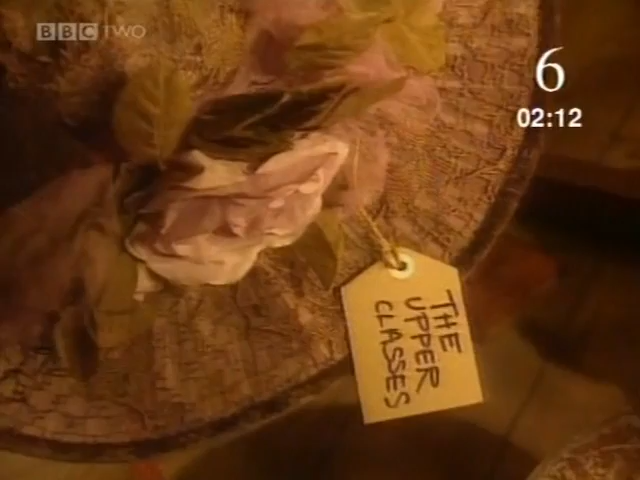 BBC TWO
6
02:12
THE
UPPER
CLASSES